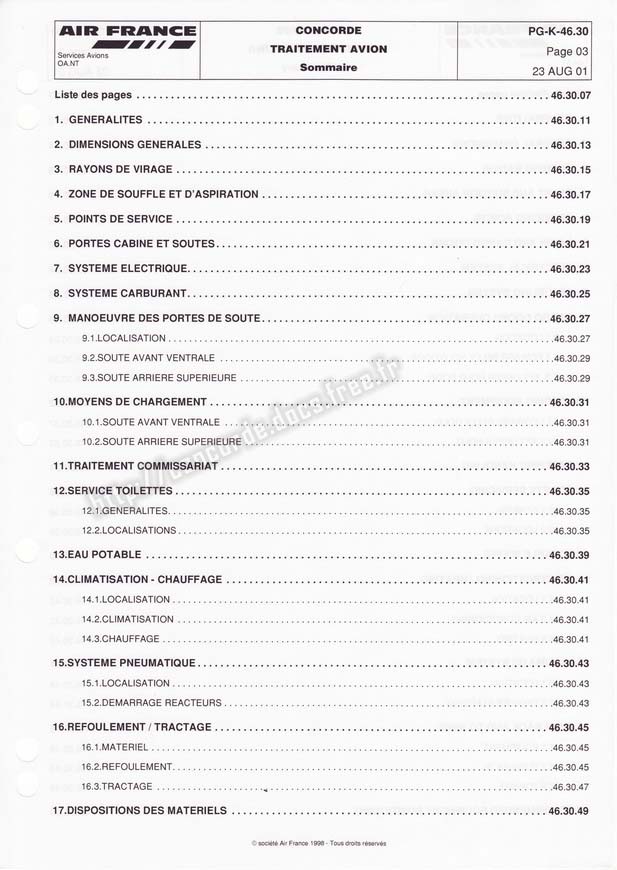 AIR FRANCE
Services Avions
OA.NT
CONCORDE
TRAITEMENT AVION
Sommaire
PG-K-46.30
Page 03
23 AUG 01
Liste des pages . . . . . . . . . . 46.30.07
1. GENERALITES . . . . . . . . . . 46.30.11
2. DIMENSIONS GENERALES . . . . . . . . . . 46.30.13
3. RAYONS DE VIRAGE . . . . . . . . . . 46.30.15
4. ZONE DE SOUFFLE ET D'ASPIRATION . . . . . . . . . . 46.30.17
5. POINTS DE SERVICE . . . . . . . . . . 46.30.19
6. PORTES CABINE ET SOUTES. . . . . . . . . . 46.30.21
7. SYSTEME ELECTRIQUE. . . . . . . . . . 46.30.23
8. SYSTEME CARBURANT. . . . . . . . . . 46.30.25
9. MANOEUVRE DES PORTES DE SOUTE. . . . . . . . . . 46.30.27
9.1.LOCALISATION . . . . . . . . . . 46.30.27
9.2.SOUTE AVANT VENTRALE . . . . . . . . . . 46.30.29
9.3.SOUTE ARRIERE SUPERIEURE . . . . . . . . . . 46.30.29
10.MOYENS DE CHARGEMENT . . . . . . . . . . 46.30.31
10.1.SOUTE AVANT VENTRALE . . . . . . . . . . 46.30.31
10.2.SOUTE ARRIERE SUPERIEURE . . . . . . . . . . 46.30.31
11.TRAITEMENT COMMISSARIAT . . . . . . . . . . 46.30.33
12.SERVICE TOILETTES . . . . . . . . . . 46.30.35
12.1.GENERALITES. . . . . . . . . . 46.30.35
12.2.LOCALISATIONS . . . . . . . . . . 46.30.35
13.EAU POTABLE . . . . . . . . . . 46.30.39
14.CLIMATISATION - CHAUFFAGE . . . . . . . . . . 46.30.41
14.1.LOCALISATION . . . . . . . . . . 46.30.41
14.2.CLIMATISATION . . . . . . . . . . 46.30.41
14.3.CHAUFFAGE . . . . . . . . . . 46.30.41
15.SYSTEME PNEUMATIQUE . . . . . . . . . . 46.30.43
15.1.LOCALISATION . . . . . . . . . . 46.30.43
15.2.DEMARRAGE REACTEURS . . . . . . . . . . 46.30.43
16.REFOULEMENT / TRACTAGE . . . . . . . . . . 46.30.45
16.1.MATERIEL . . . . . . . . . . 46.30.45
16.2.REFOULEMENT. . . . . . . . . . 46.30.45
16.3.TRACTAGE . . . . . . . . . . 46.30.47
17.DISPOSITIONS DES MATERIELS . . . . . . . . . . 46.30.49
© société Air France 1998 - Tous droits réservés
http://concorde.docs.free.fr